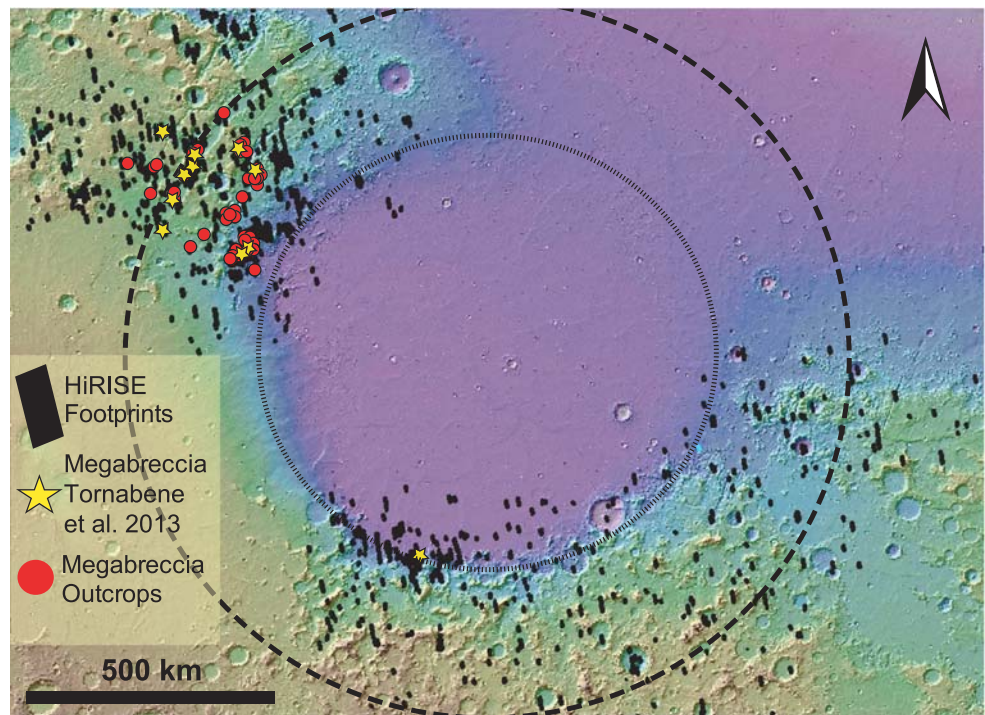 HiRISE
Footprints
Megabreccia
Tornabene
et al. 2013
Megabreccia
Outcrops
500 km